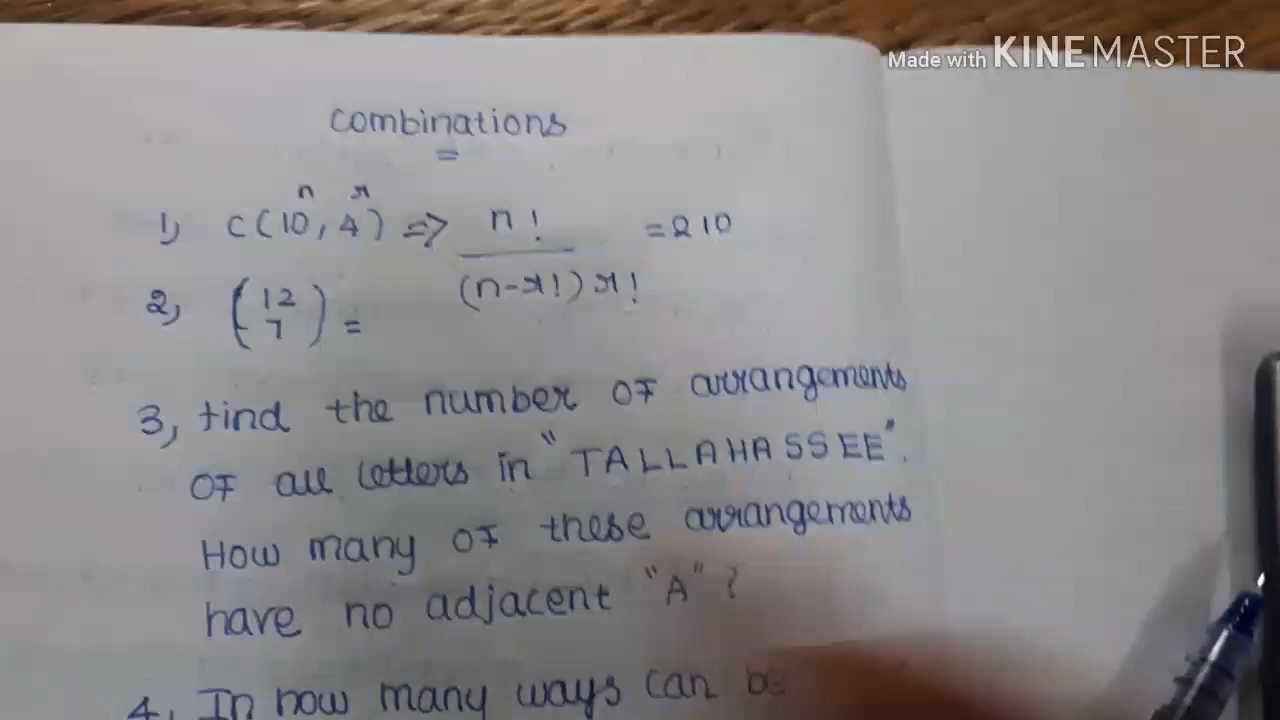 Made with KINEMASTER
combinations
=
n r
1) C(10, 4) => n! = 210
(n-r!) r!
2, (12
7) =
3, find the number of arrangements
of all letters in "TALLAHASSEE".
How many of these arrangements
have no adjacent "A"?
4, In how many ways can be